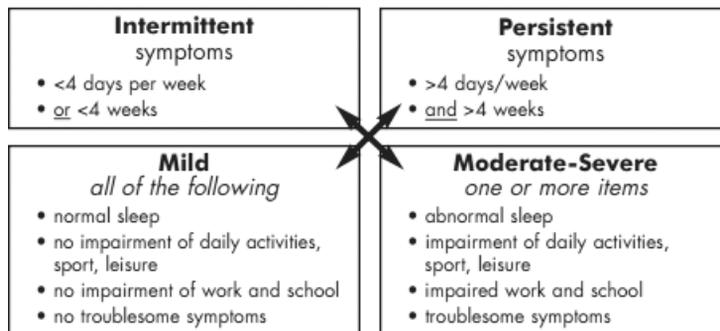 Intermittent
symptoms
• <4 days per week
• or <4 weeks
Persistent
symptoms
• >4 days/week
• and >4 weeks
Mild
all of the following
• normal sleep
• no impairment of daily activities,
sport, leisure
• no impairment of work and school
• no troublesome symptoms
Moderate-Severe
one or more items
• abnormal sleep
• impairment of daily activities,
sport, leisure
• impaired work and school
• troublesome symptoms